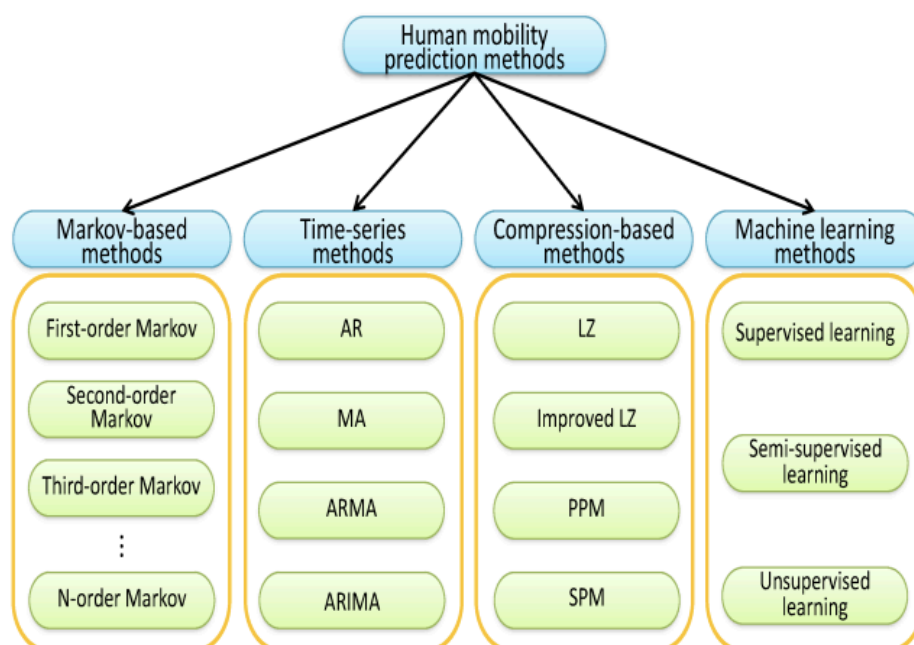 Human mobility
prediction methods
Markov-based
methods
Time-series
methods
Compression-based
methods
Machine learning
methods
First-order Markov
Second-order
Markov
Third-order Markov
⋮
N-order Markov
AR
MA
ARMA
ARIMA
LZ
Improved LZ
PPM
SPM
Supervised learning
Semi-supervised
learning
Unsupervised
learning